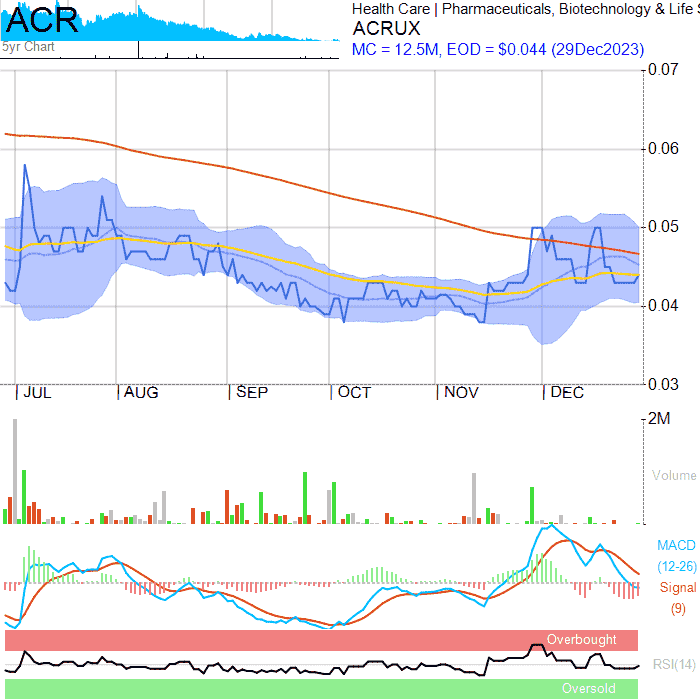 ACR
5yr Chart
Health Care | Pharmaceuticals, Biotechnology & Life S
ACRUX
MC = 12.5M, EOD = $0.044 (29Dec2023)
0.07
0.06
0.05
0.04
0.03
JUL
AUG
SEP
OCT
NOV
DEC
2M
Volume
MACD
(12-26)
Signal
(9)
Overbought
RSI(14)
Oversold